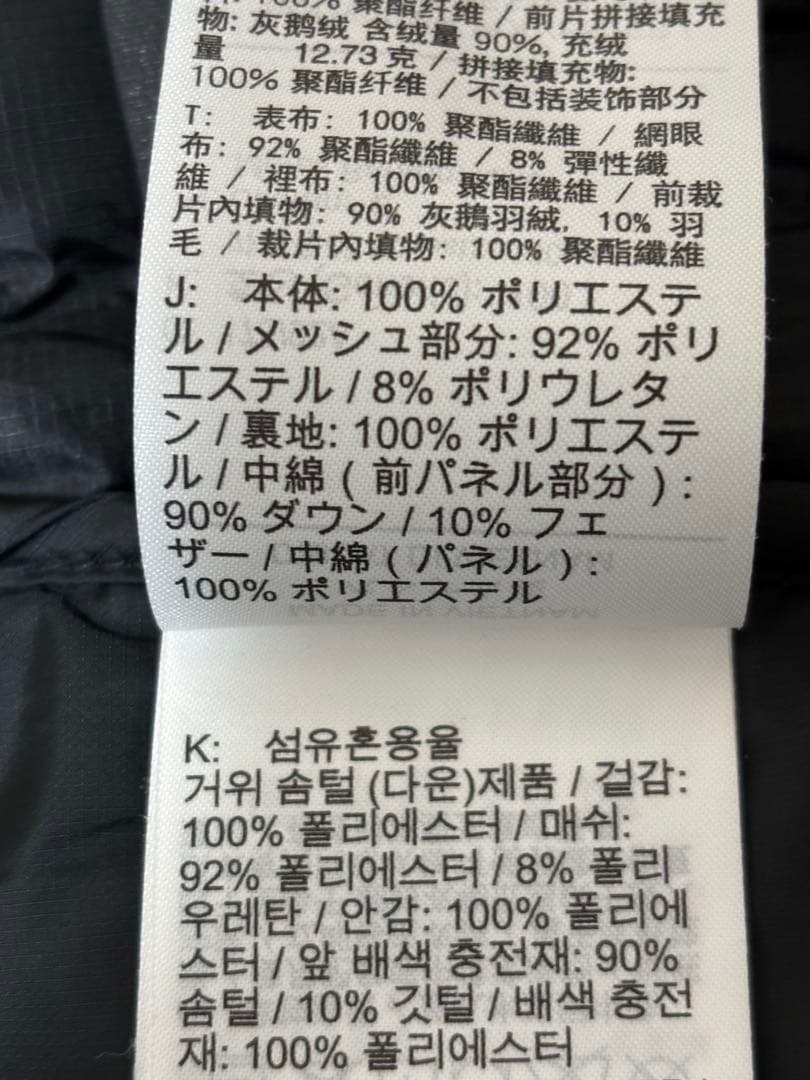 100% 聚酯纤维 / 前片拼接填充
物: 灰鹅绒 含绒量 90%, 充绒
量 12.73 克 / 拼接填充物:
100% 聚酯纤维 / 不包括装饰部分
T: 表布: 100% 聚酯纖維 / 網眼
布: 92% 聚酯纖維 / 8% 彈性纖
維 / 裡布: 100% 聚酯纖維 / 前裁
片內填物: 90% 灰鵝羽絨, 10% 羽
毛 / 裁片內填物: 100% 聚酯纖維
J: 本体: 100% ポリエステ
ル / メッシュ部分: 92% ポリ
エステル / 8% ポリウレタ
ン / 裏地: 100% ポリエステ
ル / 中綿 ( 前パネル部分 ) :
90% ダウン / 10% フェ
ザー / 中綿 ( パネル ) :
100% ポリエステル
K: 섬유혼용율
거위 솜털 (다운)제품 / 겉감:
100% 폴리에스터 / 매쉬:
92% 폴리에스터 / 8% 폴리
우레탄 / 안감: 100% 폴리에
스터 / 앞 배색 충전재: 90%
솜털 / 10% 깃털 / 배색 충전
재: 100% 폴리에스터